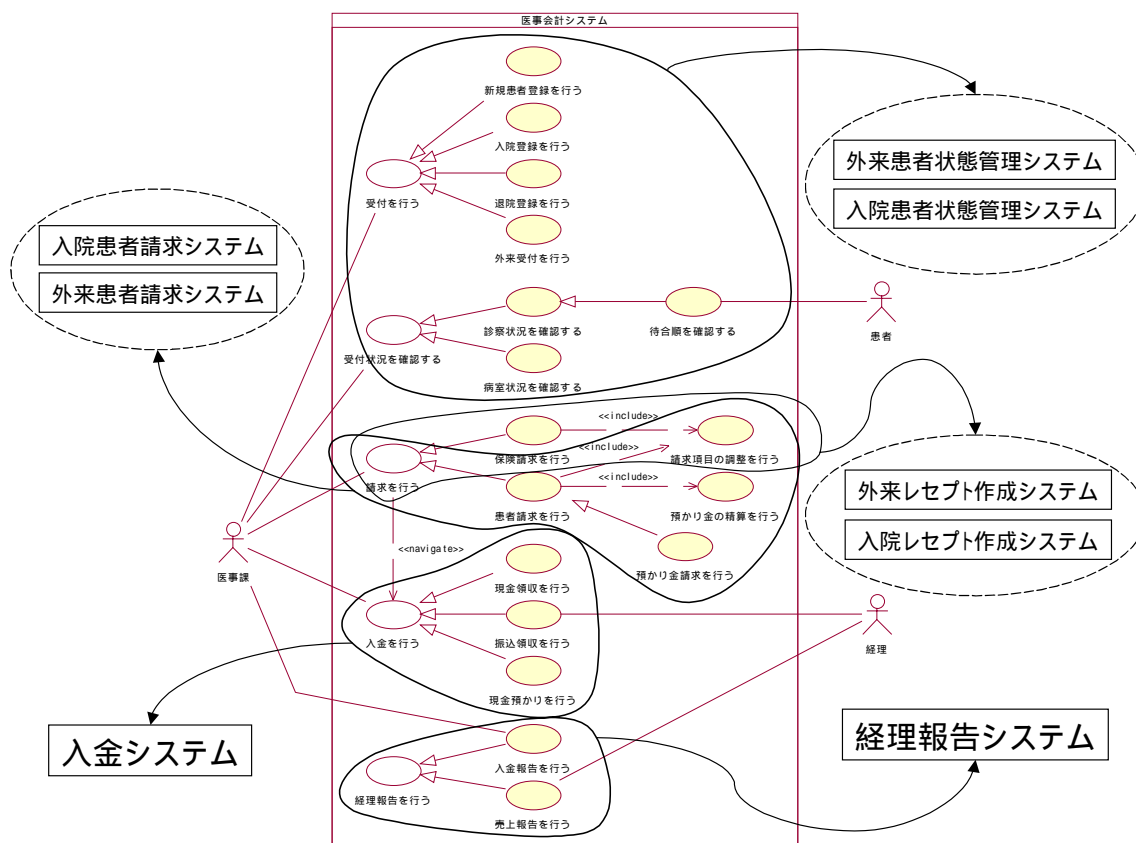 医事会計システム
新規患者登録を行う
入院登録を行う
受付を行う
退院登録を行う
外来受付を行う
外来患者状態管理システム
入院患者状態管理システム
入院患者請求システム
外来患者請求システム
診察状況を確認する
待合順を確認する
患者
受付状況を確認する
病室状況を確認する
<<include>>
保険請求を行う
<<include>>
請求項目の調整を行う
請求を行う
<<include>>
患者請求を行う
預かり金の精算を行う
外来レセプト作成システム
入院レセプト作成システム
<<navigate>>
預かり金請求を行う
医事課
現金領収を行う
入金を行う
振込領収を行う
経理
現金預かりを行う
入金システム
経理報告システム
入金報告を行う
経理報告を行う
売上報告を行う